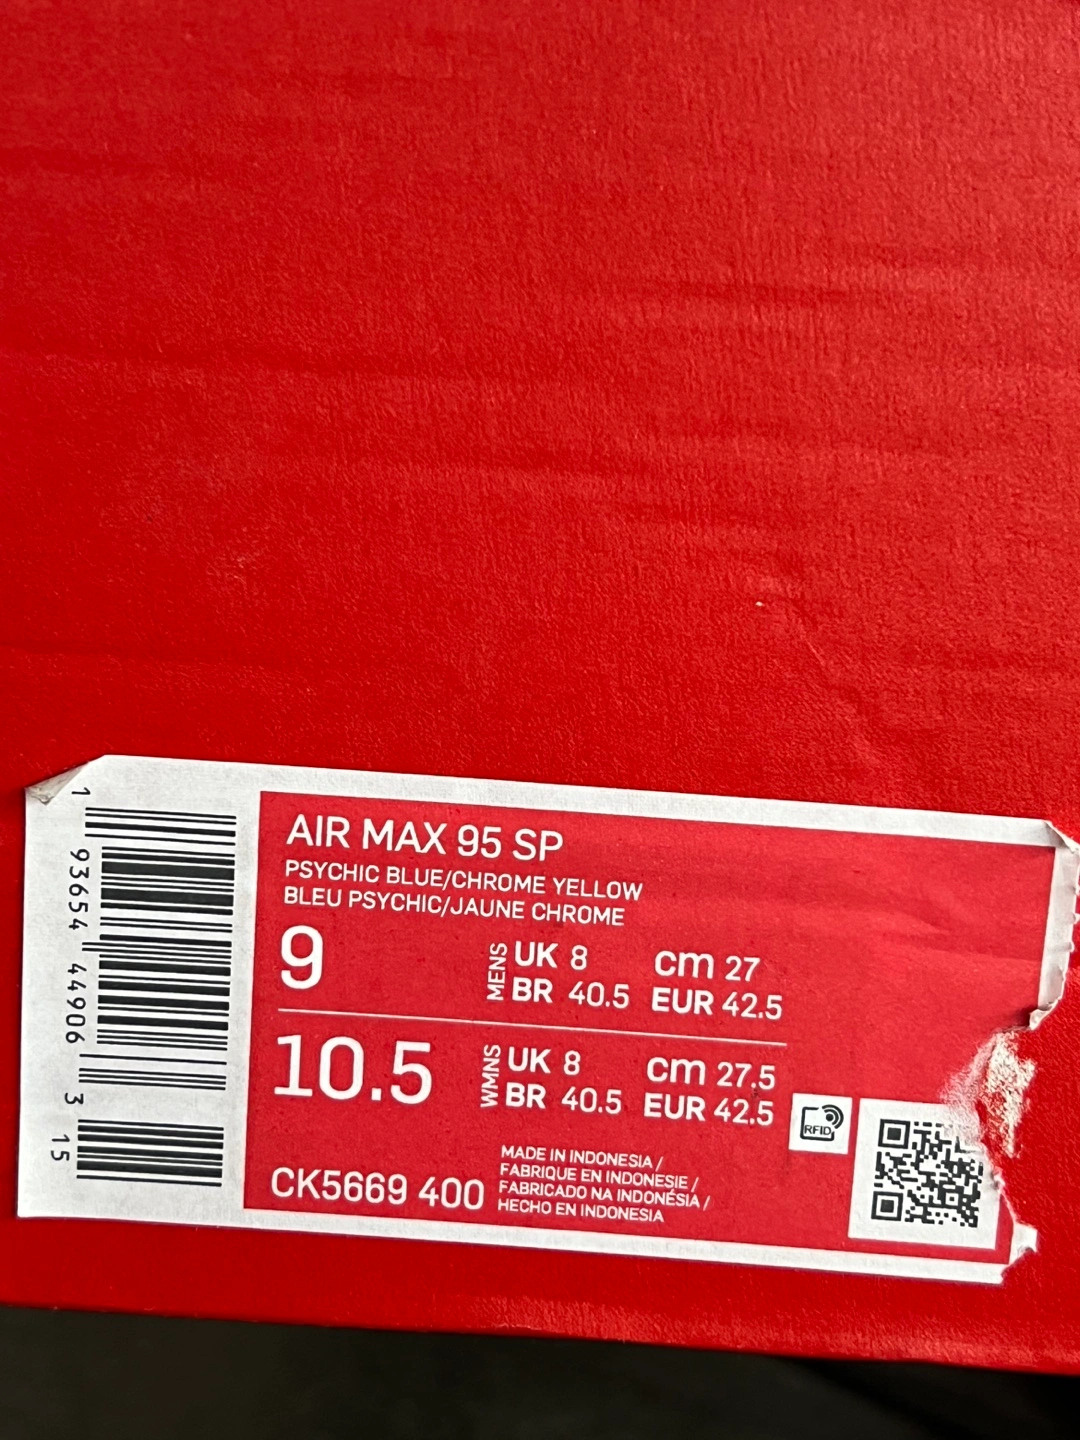 AIR MAX 95 SP
PSYCHIC BLUE/CHROME YELLOW
BLEU PSYCHIC/JAUNE CHROME
9
MENS
UK 8 cm 27
BR 40.5 EUR 42.5
10.5
WMNS
UK 8 cm 27.5
BR 40.5 EUR 42.5
RFID
CK5669 400
MADE IN INDONESIA /
FABRIQUE EN INDONESIE /
FABRICADO NA INDONÉSIA /
HECHO EN INDONESIA
1 93654 44906 3 15